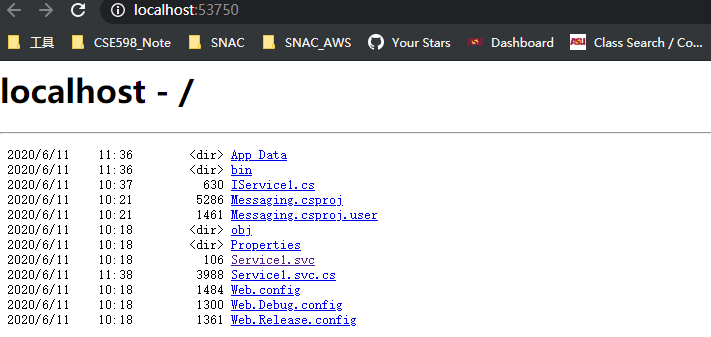 localhost:53750
工具 CSE598_Note SNAC SNAC_AWS Your Stars ASU Dashboard Class Search / Co...
localhost - /
2020/6/11 11:36 <dir> App_Data
2020/6/11 11:36 <dir> bin
2020/6/11 10:37 630 IService1.cs
2020/6/11 10:21 5286 Messaging.csproj
2020/6/11 10:21 1461 Messaging.csproj.user
2020/6/11 10:18 <dir> obj
2020/6/11 10:18 <dir> Properties
2020/6/11 10:18 106 Service1.svc
2020/6/11 11:38 3988 Service1.svc.cs
2020/6/11 10:18 1484 Web.config
2020/6/11 10:18 1300 Web.Debug.config
2020/6/11 10:18 1361 Web.Release.config